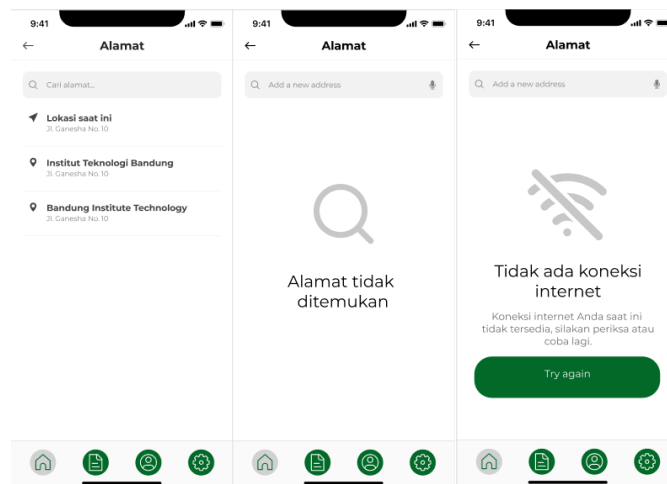 9:41
Alamat
Cari alamat...
Lokasi saat ini
Jl. Ganesha No. 10
Institut Teknologi Bandung
Jl. Ganesha No. 10
Bandung Institute Technology
Jl. Ganesha No. 10
9:41
Alamat
Add a new address
Alamat tidak
ditemukan
9:41
Alamat
Add a new address
Tidak ada koneksi
internet
Koneksi internet Anda saat ini
tidak tersedia, silakan periksa atau
coba lagi.
Try again